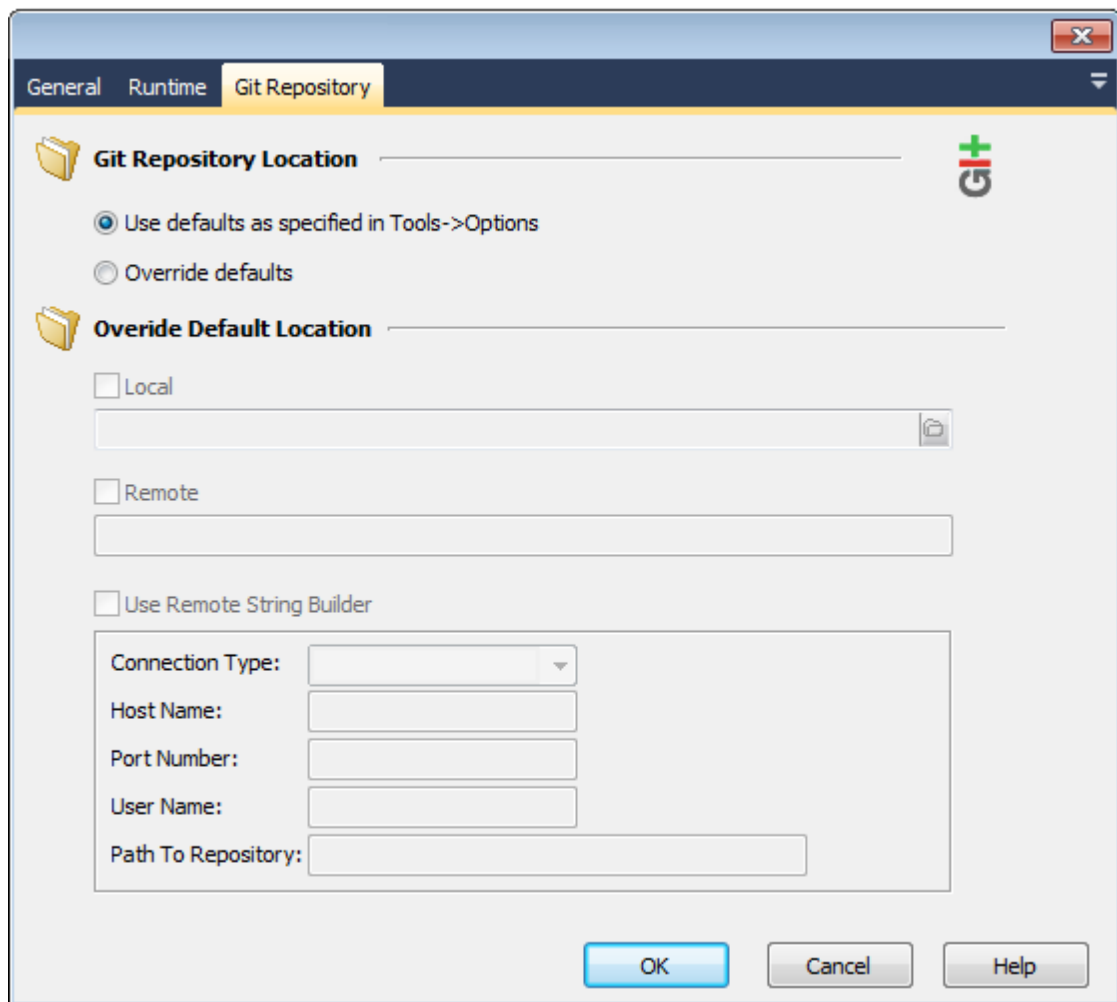 General Runtime Git Repository
Git Repository Location
GIt
Use defaults as specified in Tools->Options
Override defaults
Overide Default Location
Local
Remote
Use Remote String Builder
Connection Type:
Host Name:
Port Number:
User Name:
Path To Repository:
OK Cancel Help